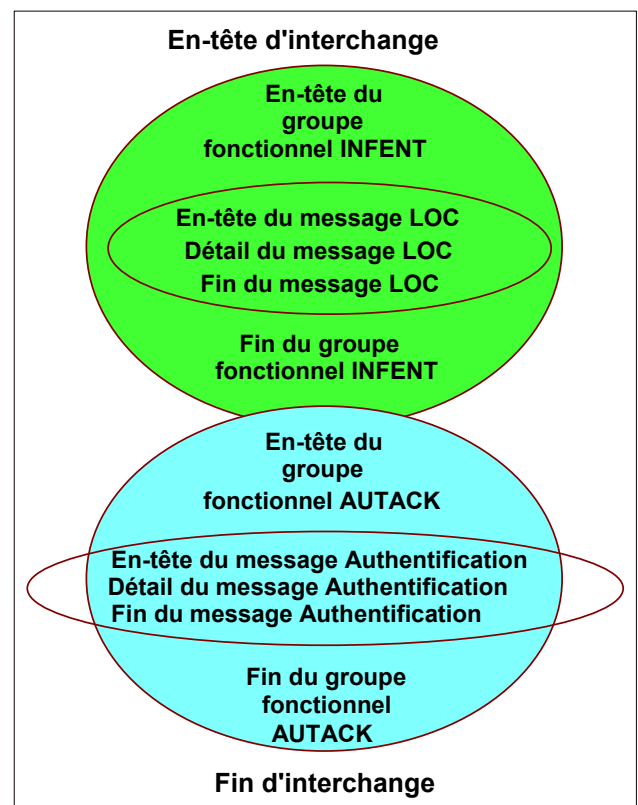 En-tête d'interchange
En-tête du
groupe
fonctionnel INFENT
En-tête du message LOC
Détail du message LOC
Fin du message LOC
Fin du groupe
fonctionnel INFENT
En-tête du
groupe
fonctionnel AUTACK
En-tête du message Authentification
Détail du message Authentification
Fin du message Authentification
Fin du groupe
fonctionnel
AUTACK
Fin d'interchange